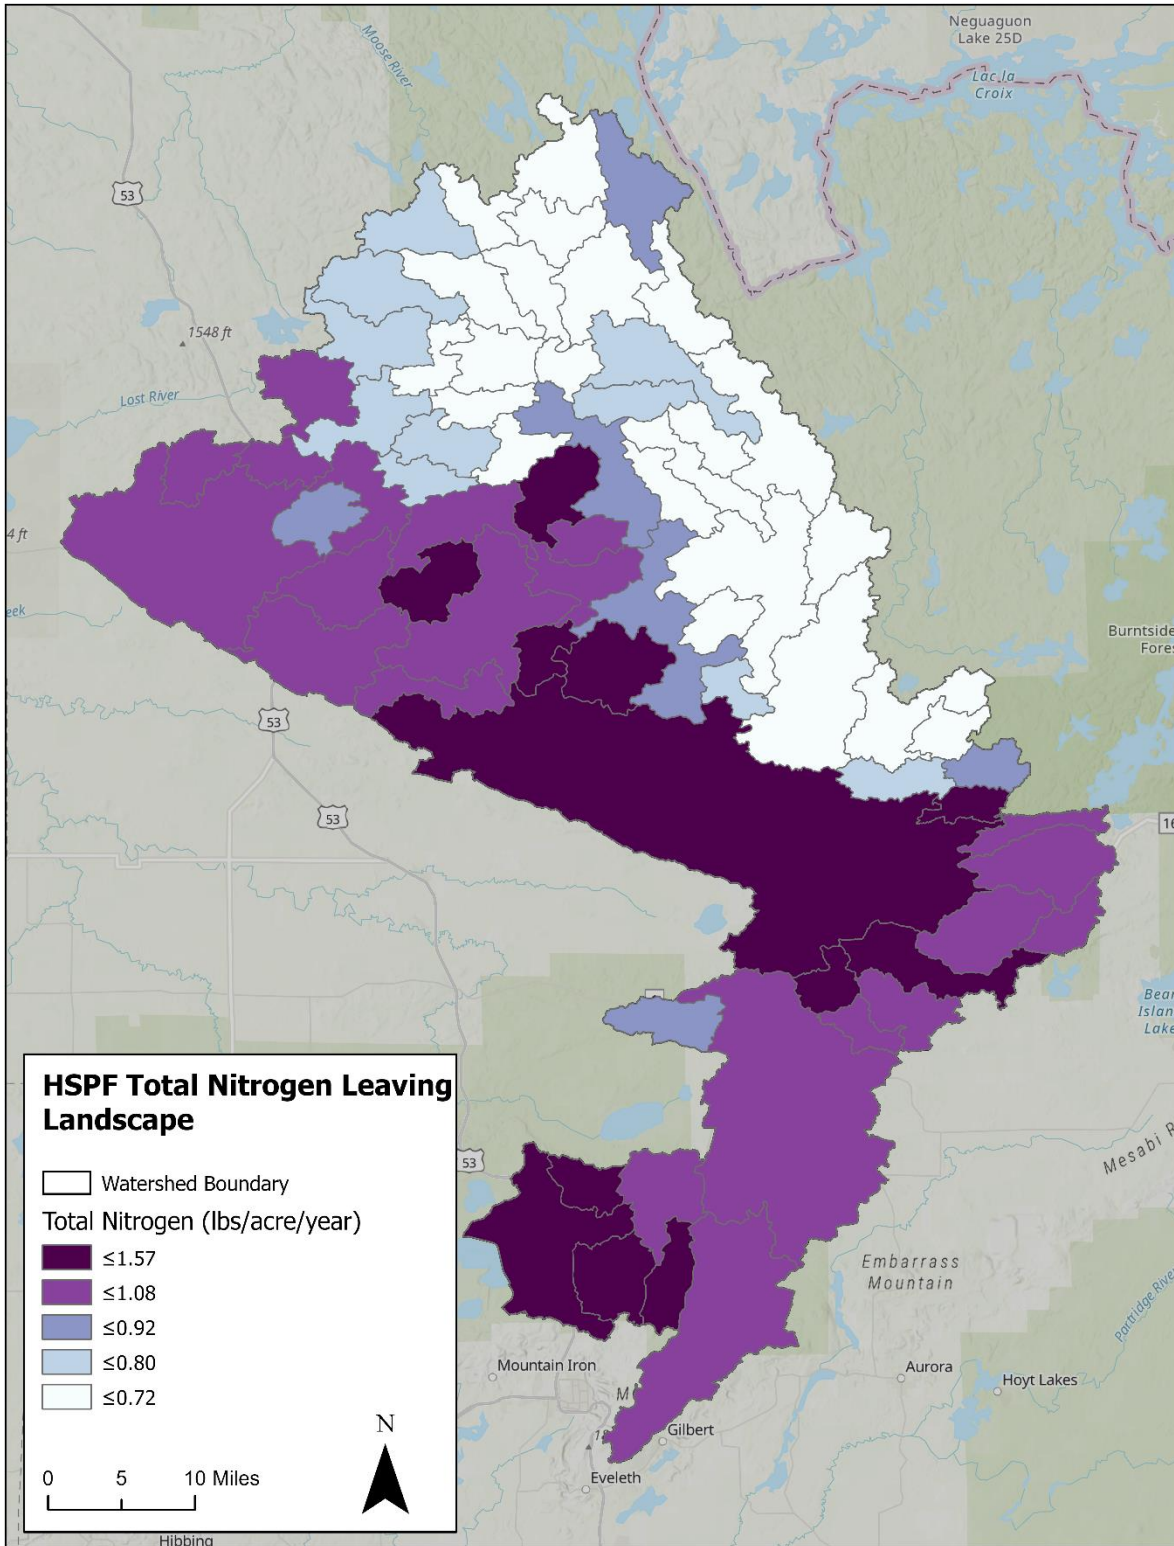 Neguaguon
Lake 25D
Moose River
Lac la
Croix
53
1548 ft
Lost River
4 ft
eek
Burntside
Fores
53
53
16
Bear
Island
Lake
HSPF Total Nitrogen Leaving
Landscape
Watershed Boundary
Total Nitrogen (lbs/acre/year)
≤1.57
≤1.08
≤0.92
≤0.80
≤0.72
N
0 5 10 Miles
53
Mesabi R
Embarrass
Mountain
Partridge River
Mountain Iron
Aurora
Hoyt Lakes
M
Gilbert
Eveleth
Hibbing